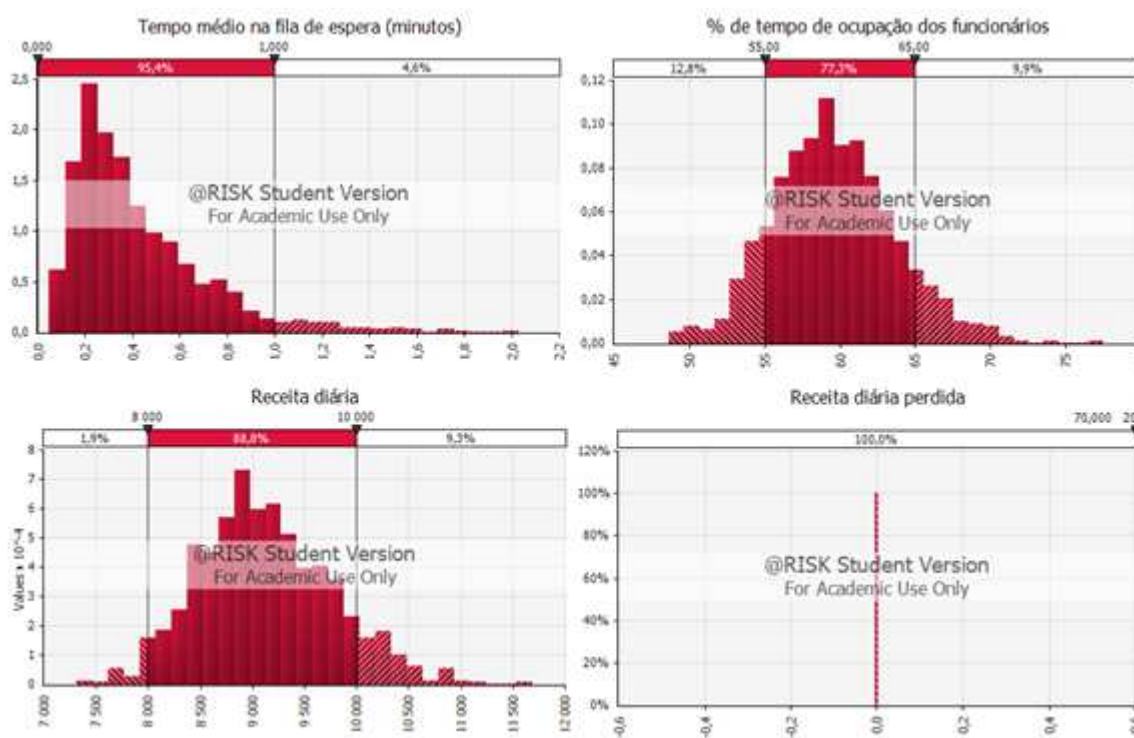 Tempo médio na fila de espera (minutos)
0,000 1,000
95,4% 4,6%
2,5
2,0
1,5
1,0
0,5
0,0
@RISK Student Version
For Academic Use Only
0,0 0,2 0,4 0,6 0,8 1,0 1,2 1,4 1,6 1,8 2,0 2,2
% de tempo de ocupação dos funcionários
55,00 65,00
12,8% 77,3% 9,9%
0,12
0,10
0,08
0,06
0,04
0,02
0,00
@RISK Student Version
For Academic Use Only
45 50 55 60 65 70 75
Receita diária
8 000 10 000
1,9% 88,8% 9,3%
Values x 10^-4
8
7
6
5
4
3
2
1
0
@RISK Student Version
For Academic Use Only
7 000 7 500 8 000 8 500 9 000 9 500 10 000 10 500 11 000 11 500 12 000
Receita diária perdida
70,000
100,0%
120%
100%
80%
60%
40%
20%
0%
@RISK Student Version
For Academic Use Only
-0,6 -0,4 -0,2 0,0 0,2 0,4